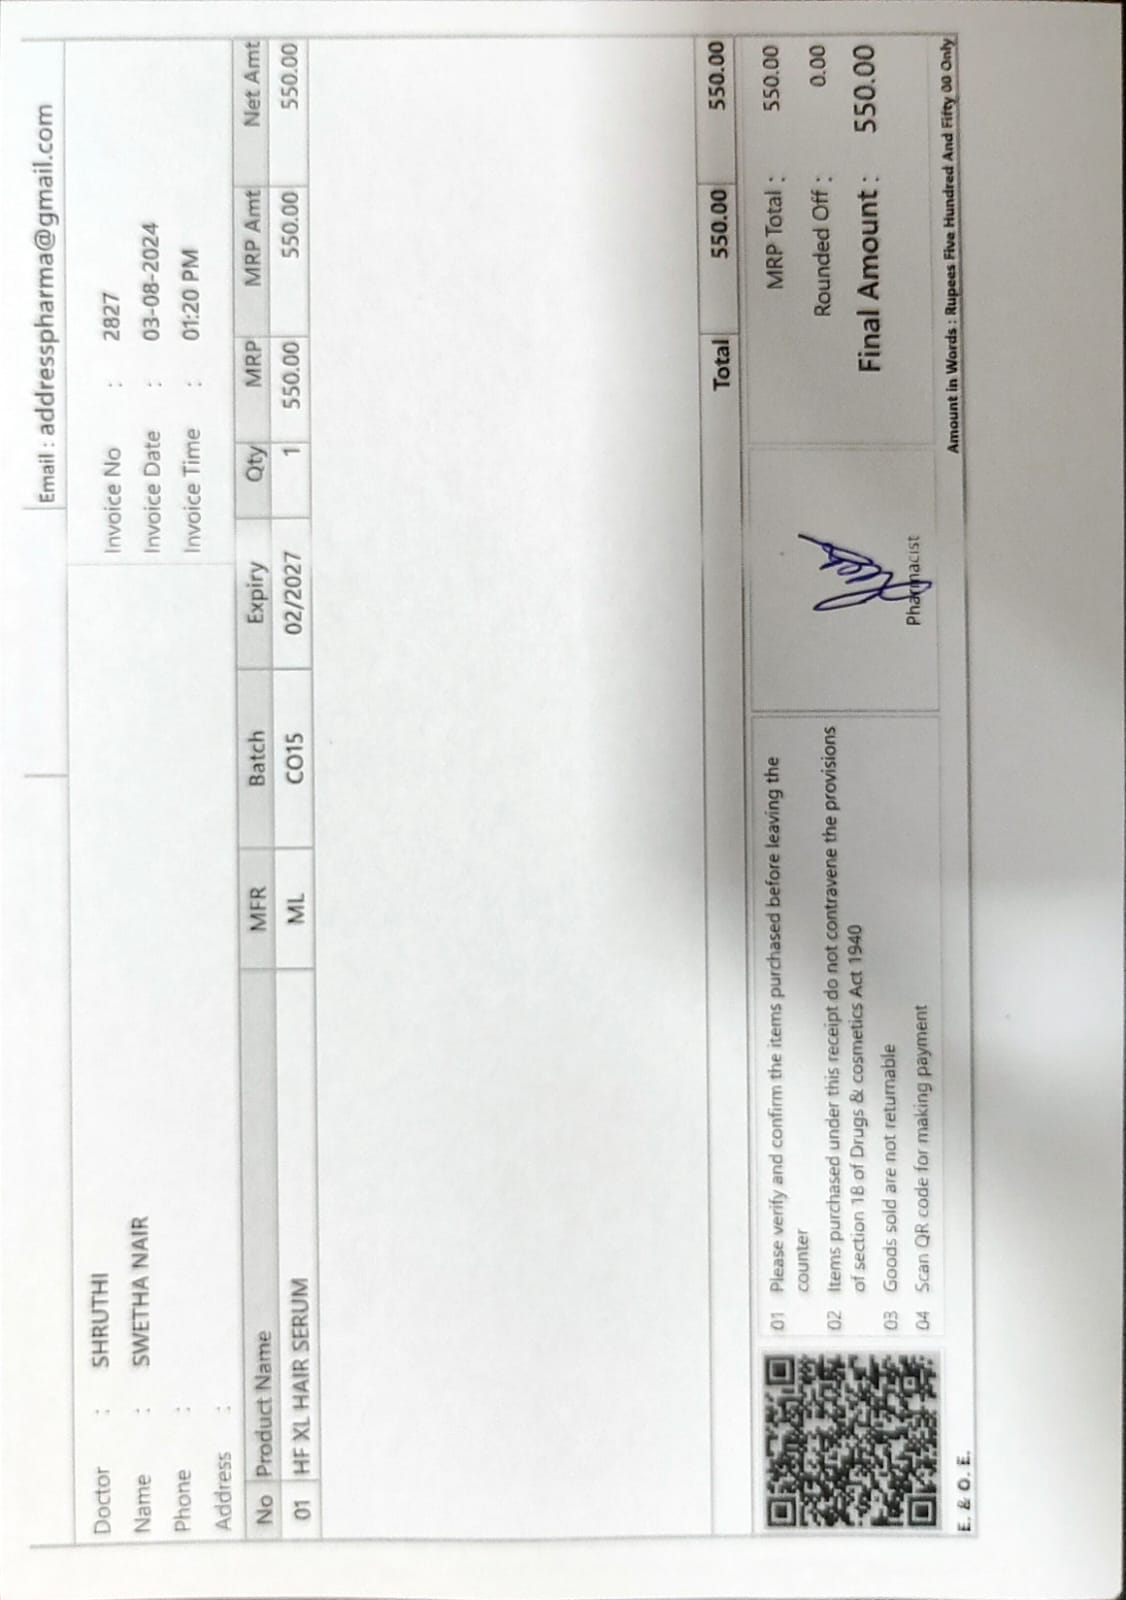 Email : addresspharma@gmail.com
Doctor : SHRUTHI
Name : SWETHA NAIR
Phone :
Address :
Invoice No : 2827
Invoice Date : 03-08-2024
Invoice Time : 01:20 PM
No Product Name MFR Batch Expiry Qty MRP MRP Amt Net Amt
01 HF XL HAIR SERUM ML CO15 02/2027 1 550.00 550.00 550.00
Total 550.00 550.00
01 Please verify and confirm the items purchased before leaving the
counter
02 Items purchased under this receipt do not contravene the provisions
of section 18 of Drugs & cosmetics Act 1940
03 Goods sold are not returnable
04 Scan QR code for making payment
Pharmacist
MRP Total : 550.00
Rounded Off : 0.00
Final Amount : 550.00
E. & O. E.
Amount in Words : Rupees Five Hundred And Fifty 00 Only